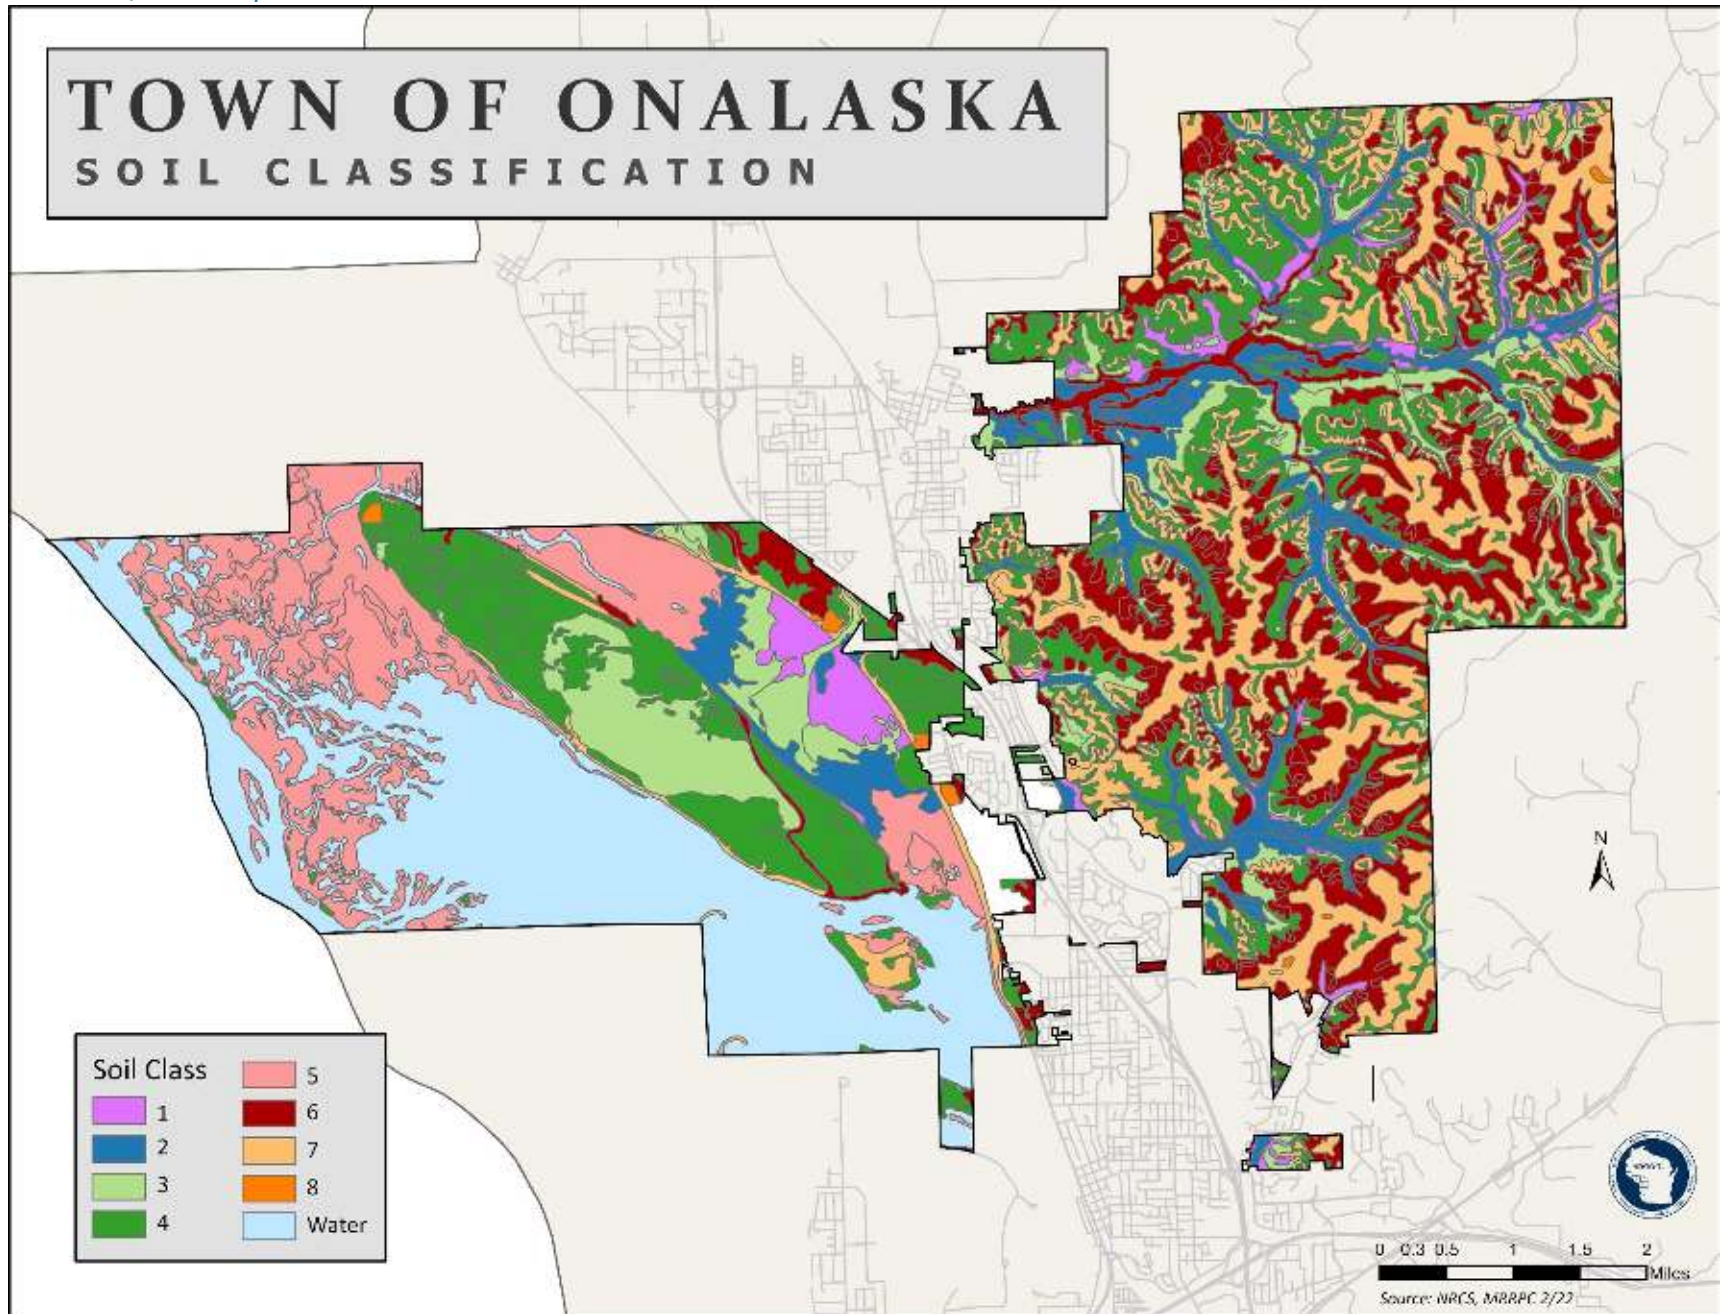 TOWN OF ONALASKA
SOIL CLASSIFICATION
N
Soil Class
1
2
3
4
5
6
7
8
Water
0 0.3 0.5 1 1.5 2
Miles
Source: NRCS, MRRPC 2/22